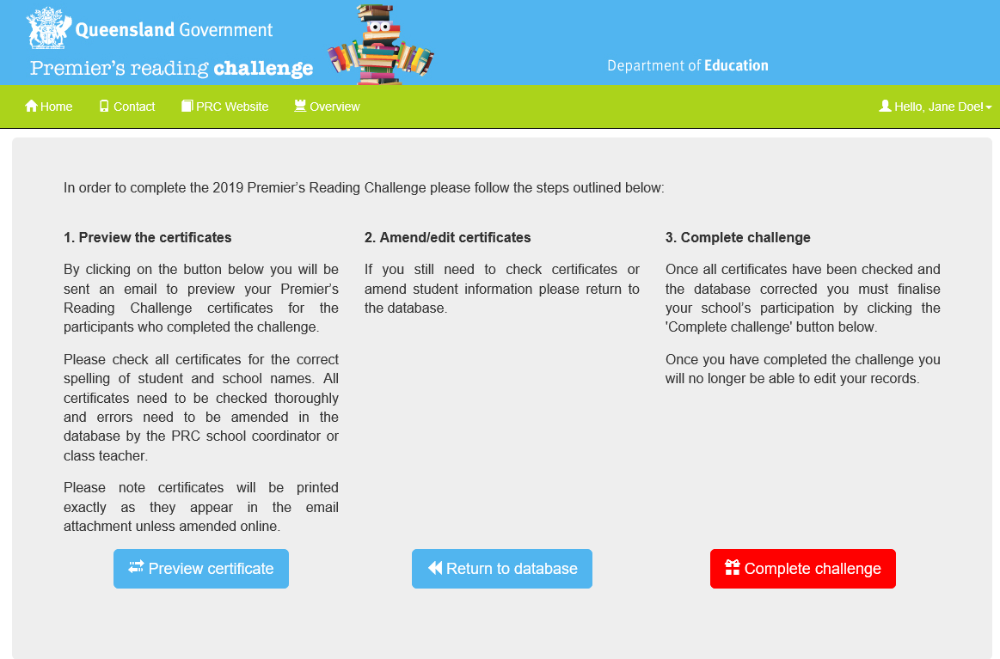 Queensland Government
Premier's reading challenge
Department of Education
Home
Contact
PRC Website
Overview
Hello, Jane Doe!
In order to complete the 2019 Premier's Reading Challenge please follow the steps outlined below:
1. Preview the certificates
By clicking on the button below you will be
sent an email to preview your Premier's
Reading Challenge certificates for the
participants who completed the challenge.
Please check all certificates for the correct
spelling of student and school names. All
certificates need to be checked thoroughly
and errors need to be amended in the
database by the PRC school coordinator or
class teacher.
Please note certificates will be printed
exactly as they appear in the email
attachment unless amended online.
Preview certificate
2. Amend/edit certificates
If you still need to check certificates or
amend student information please return to
the database.
Return to database
3. Complete challenge
Once all certificates have been checked and
the database corrected you must finalise
your school's participation by clicking the
'Complete challenge' button below.
Once you have completed the challenge you
will no longer be able to edit your records.
Complete challenge